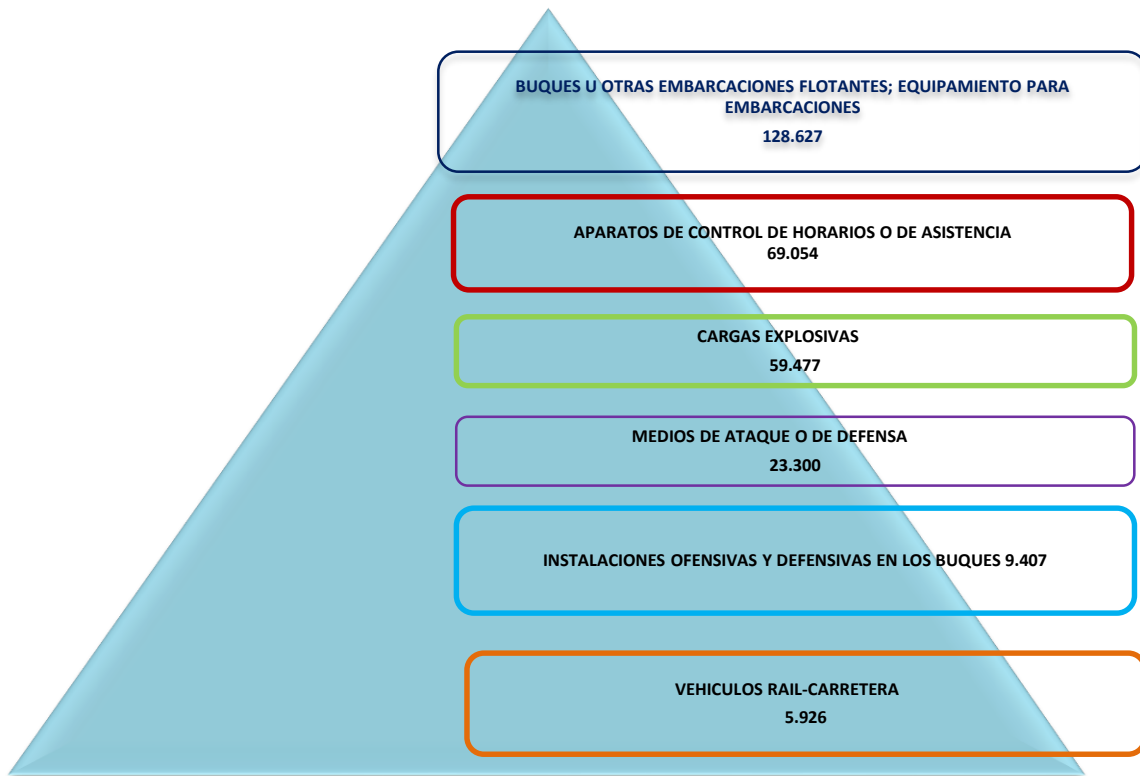 BUQUES U OTRAS EMBARCACIONES FLOTANTES; EQUIPAMIENTO PARA
EMBARCACIONES
128.627
APARATOS DE CONTROL DE HORARIOS O DE ASISTENCIA
69.054
CARGAS EXPLOSIVAS
59.477
MEDIOS DE ATAQUE O DE DEFENSA
23.300
INSTALACIONES OFENSIVAS Y DEFENSIVAS EN LOS BUQUES 9.407
VEHICULOS RAIL-CARRETERA
5.926